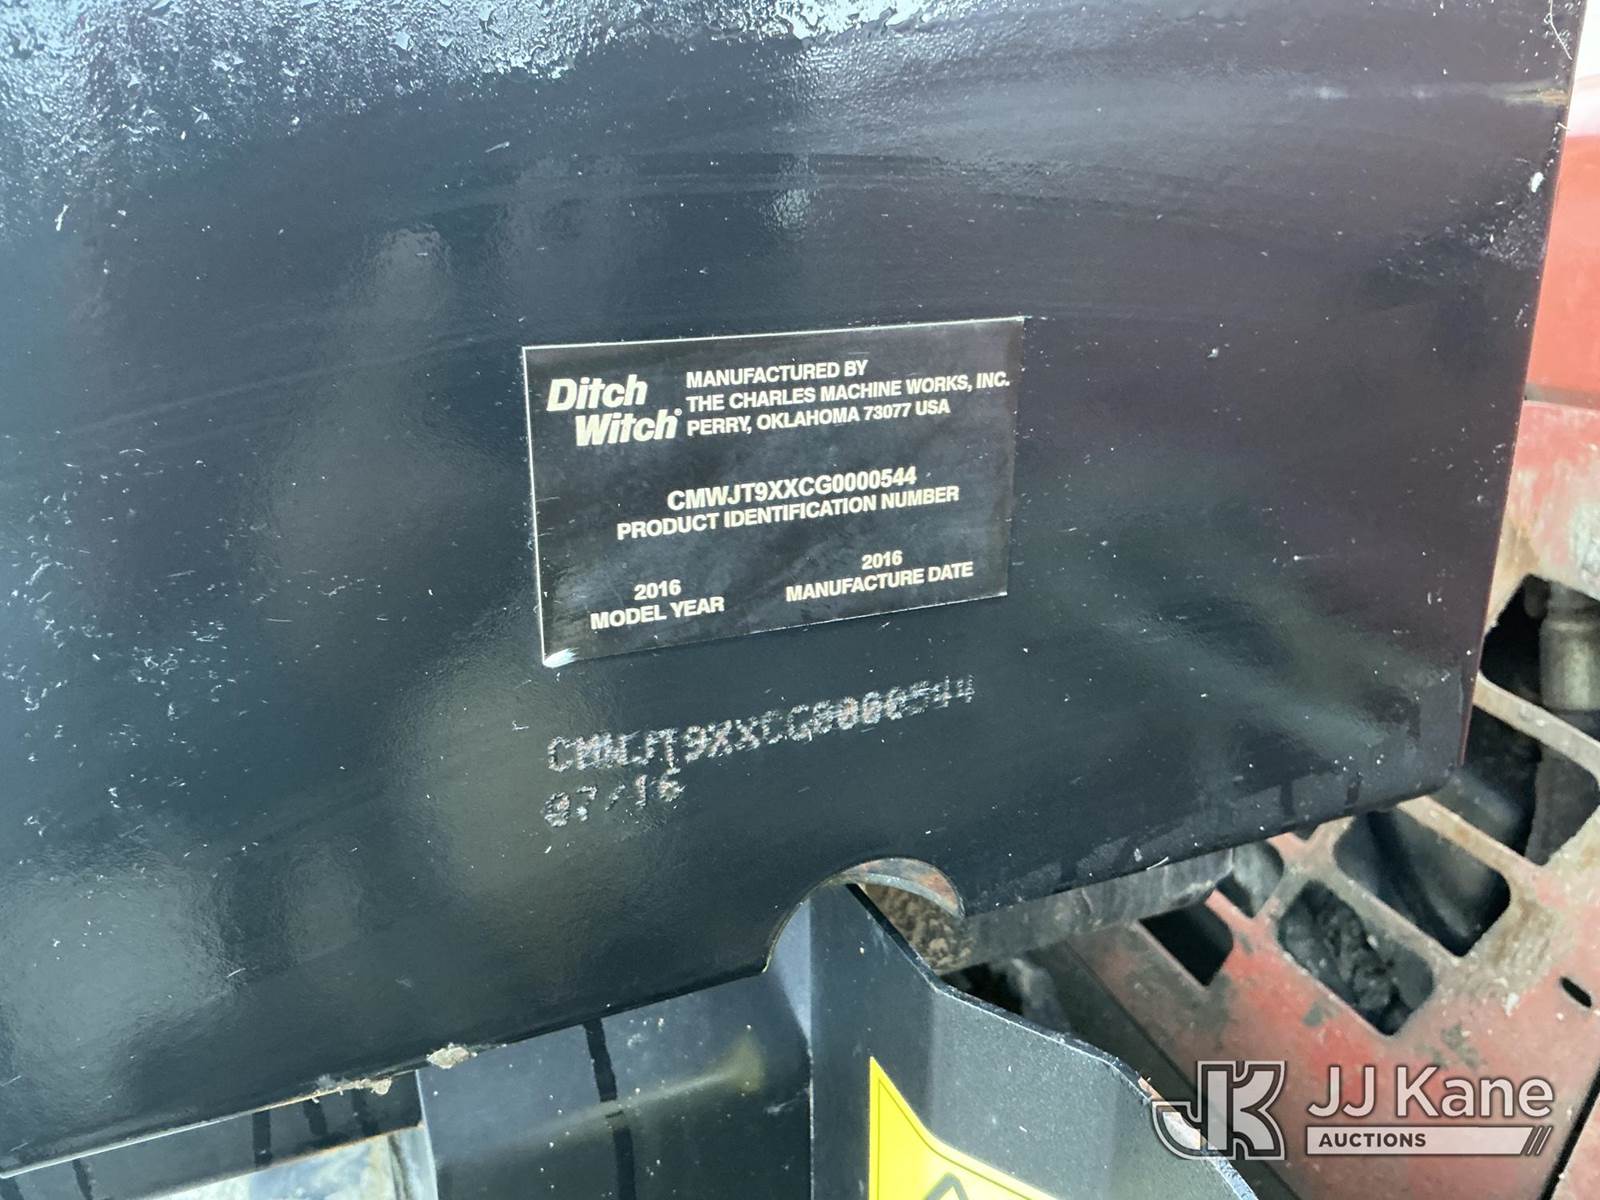 Ditch
Witch®
MANUFACTURED BY
THE CHARLES MACHINE WORKS, INC.
PERRY, OKLAHOMA 73077 USA
CMWJT9XXCG0000544
PRODUCT IDENTIFICATION NUMBER
2016
MODEL YEAR
2016
MANUFACTURE DATE
CMWJT9XXCG0000544
07/16
JK
JJ Kane
AUCTIONS